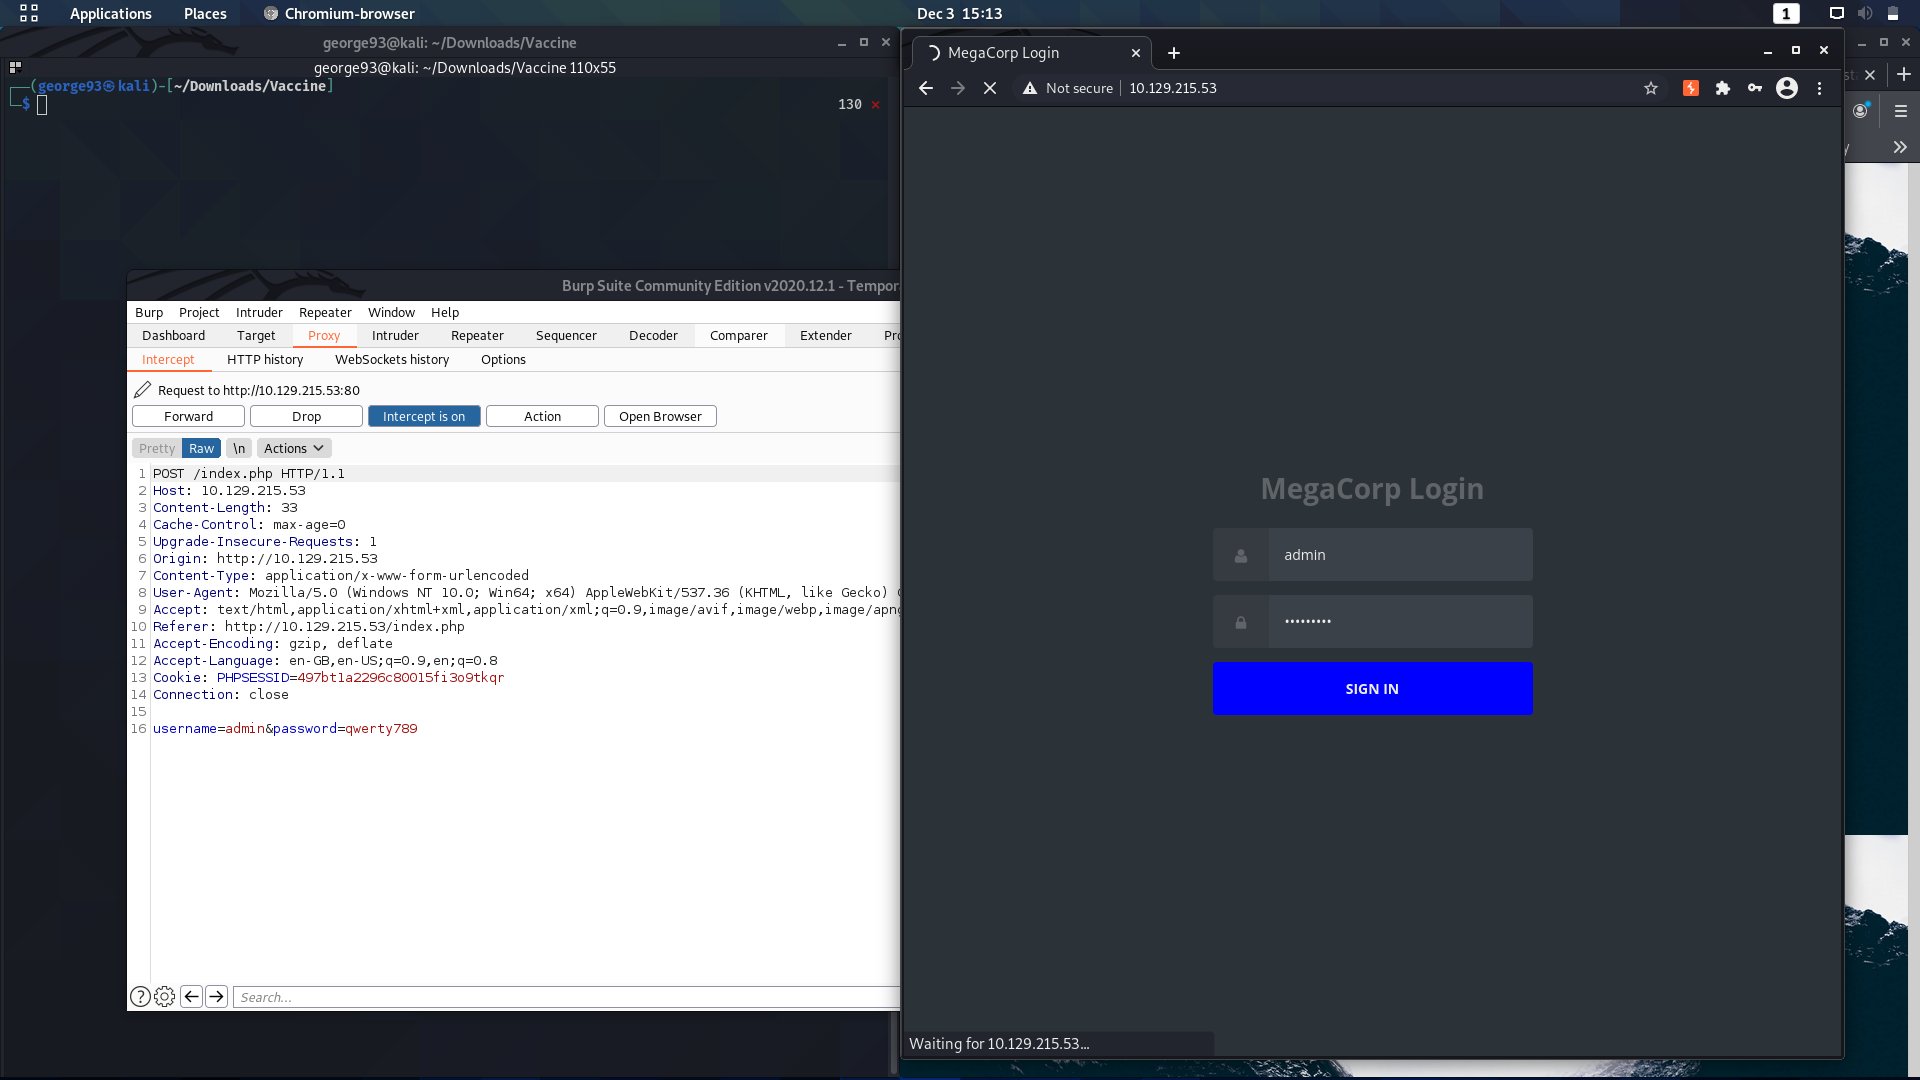 Applications Places Chromium-browser Dec 3 15:13 1
george93@kali: ~/Downloads/Vaccine
george93@kali: ~/Downloads/Vaccine 110x55
(george93㉿kali)-[~/Downloads/Vaccine]
$ 130 ×
Burp Suite Community Edition v2020.12.1 - Tempor
Burp Project Intruder Repeater Window Help
Dashboard Target Proxy Intruder Repeater Sequencer Decoder Comparer Extender Pr
Intercept HTTP history WebSockets history Options
Request to http://10.129.215.53:80
Forward Drop Intercept is on Action Open Browser
Pretty Raw \n Actions
1 POST /index.php HTTP/1.1
2 Host: 10.129.215.53
3 Content-Length: 33
4 Cache-Control: max-age=0
5 Upgrade-Insecure-Requests: 1
6 Origin: http://10.129.215.53
7 Content-Type: application/x-www-form-urlencoded
8 User-Agent: Mozilla/5.0 (Windows NT 10.0; Win64; x64) AppleWebKit/537.36 (KHTML, like Gecko)
9 Accept: text/html,application/xhtml+xml,application/xml;q=0.9,image/avif,image/webp,image/apng
10 Referer: http://10.129.215.53/index.php
11 Accept-Encoding: gzip, deflate
12 Accept-Language: en-GB,en-US;q=0.9,en;q=0.8
13 Cookie: PHPSESSID=497bt1a2296c80015fi3o9tkqr
14 Connection: close
15
16 username=admin&password=qwerty789
Search...
MegaCorp Login
Not secure 10.129.215.53
MegaCorp Login
admin
•••••••••
SIGN IN
Waiting for 10.129.215.53...